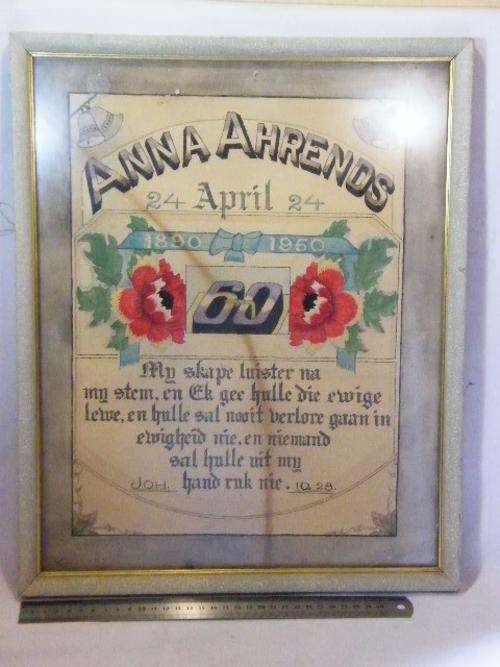 ANNA AHRENDS
24 April 24
1890 1960
60
My skape luister na
my stem, en Ek gee hulle die ewige
lewe, en hulle sal nooit verlore gaan in
ewigheid nie, en niemand
sal hulle uit my
JOH. hand ruk nie. 10.28.